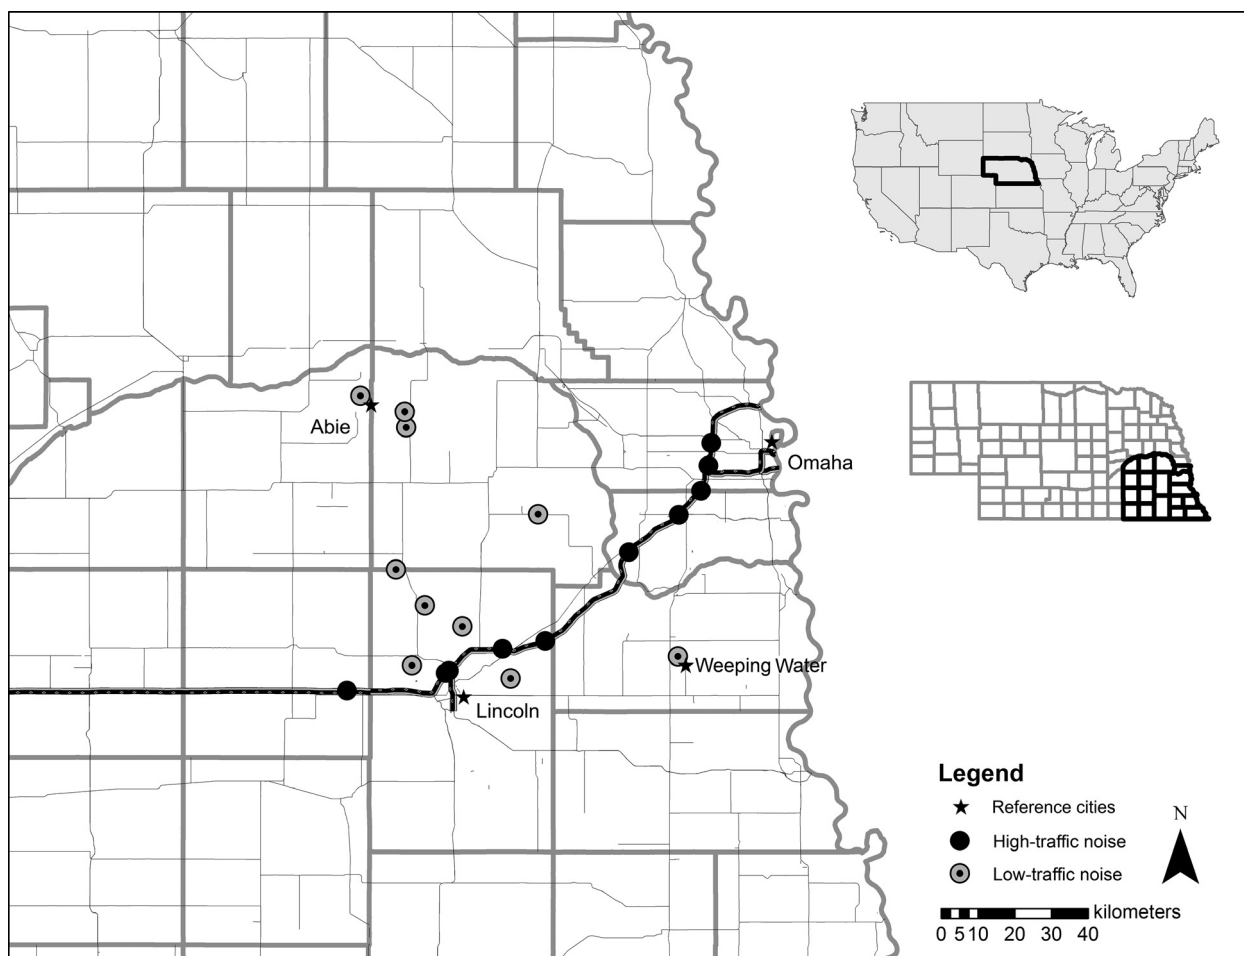 Abie
Omaha
Weeping Water
Lincoln
Legend
Reference cities
High-traffic noise
Low-traffic noise
N
kilometers
0 5 10 20 30 40